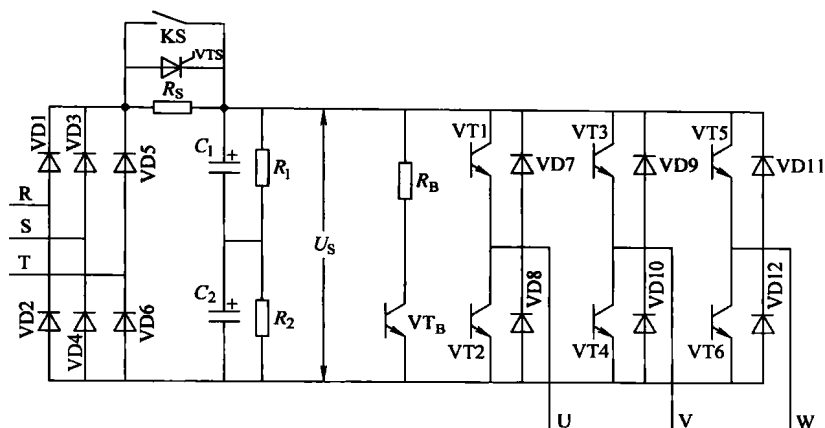 KS
VTS
R_S
VD1
VD3
VD5
C_1
+
R_1
R
S
T
U_S
R_B
VT1
VD7
VT3
VD9
VT5
VD11
VD2
VD4
VD6
C_2
+
R_2
VT_B
VT2
VD8
VT4
VD10
VT6
VD12
U
V
W